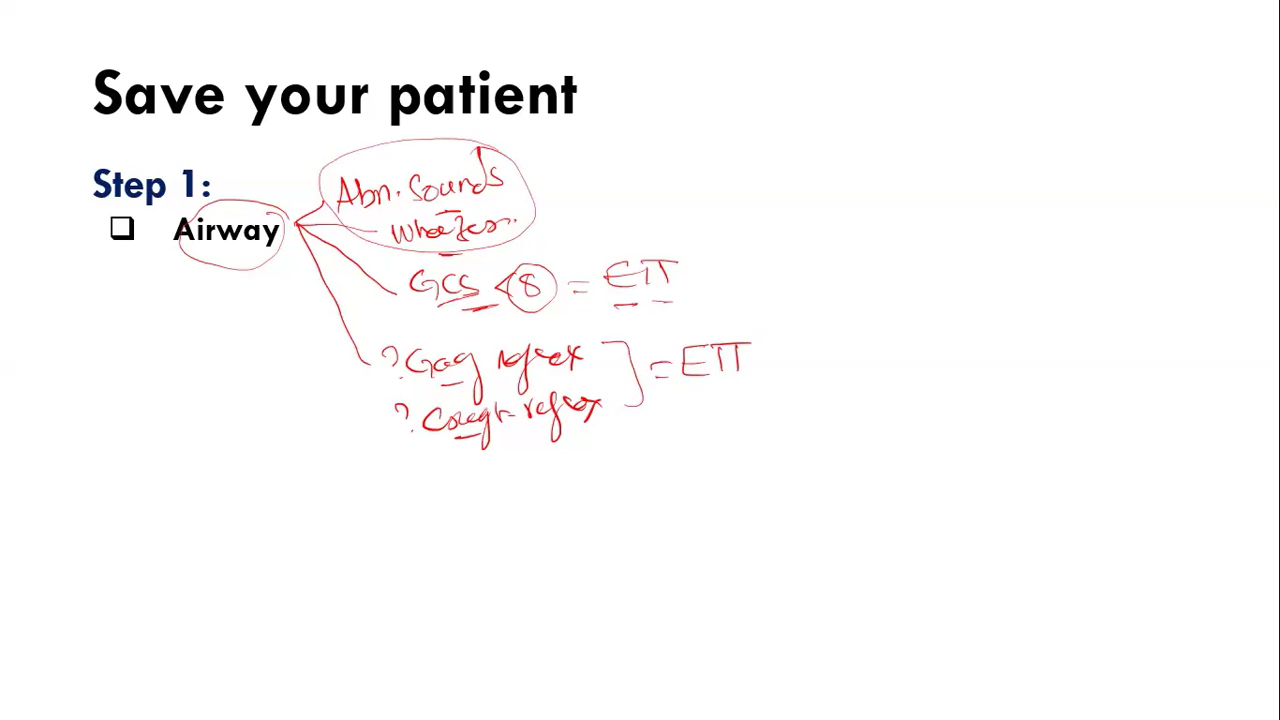 Save your patient
Step 1:
Airway
Abn. Sounds
Wheezes.
GCS < 8 = ETT
? Gag reflex
? Cough reflex
] = ETT